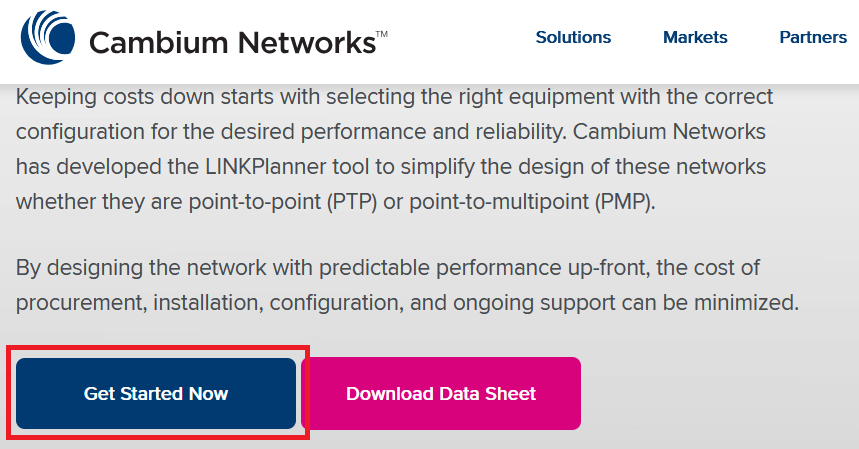 Cambium Networks™
Solutions Markets Partners
Keeping costs down starts with selecting the right equipment with the correct
configuration for the desired performance and reliability. Cambium Networks
has developed the LINKPlanner tool to simplify the design of these networks
whether they are point-to-point (PTP) or point-to-multipoint (PMP).
By designing the network with predictable performance up-front, the cost of
procurement, installation, configuration, and ongoing support can be minimized.
Get Started Now
Download Data Sheet